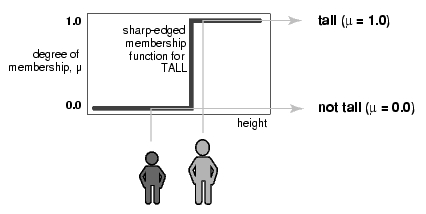 1.0
sharp-edged
membership
function for
TALL
degree of
membership, µ
0.0
height
tall (µ = 1.0)
not tall (µ = 0.0)